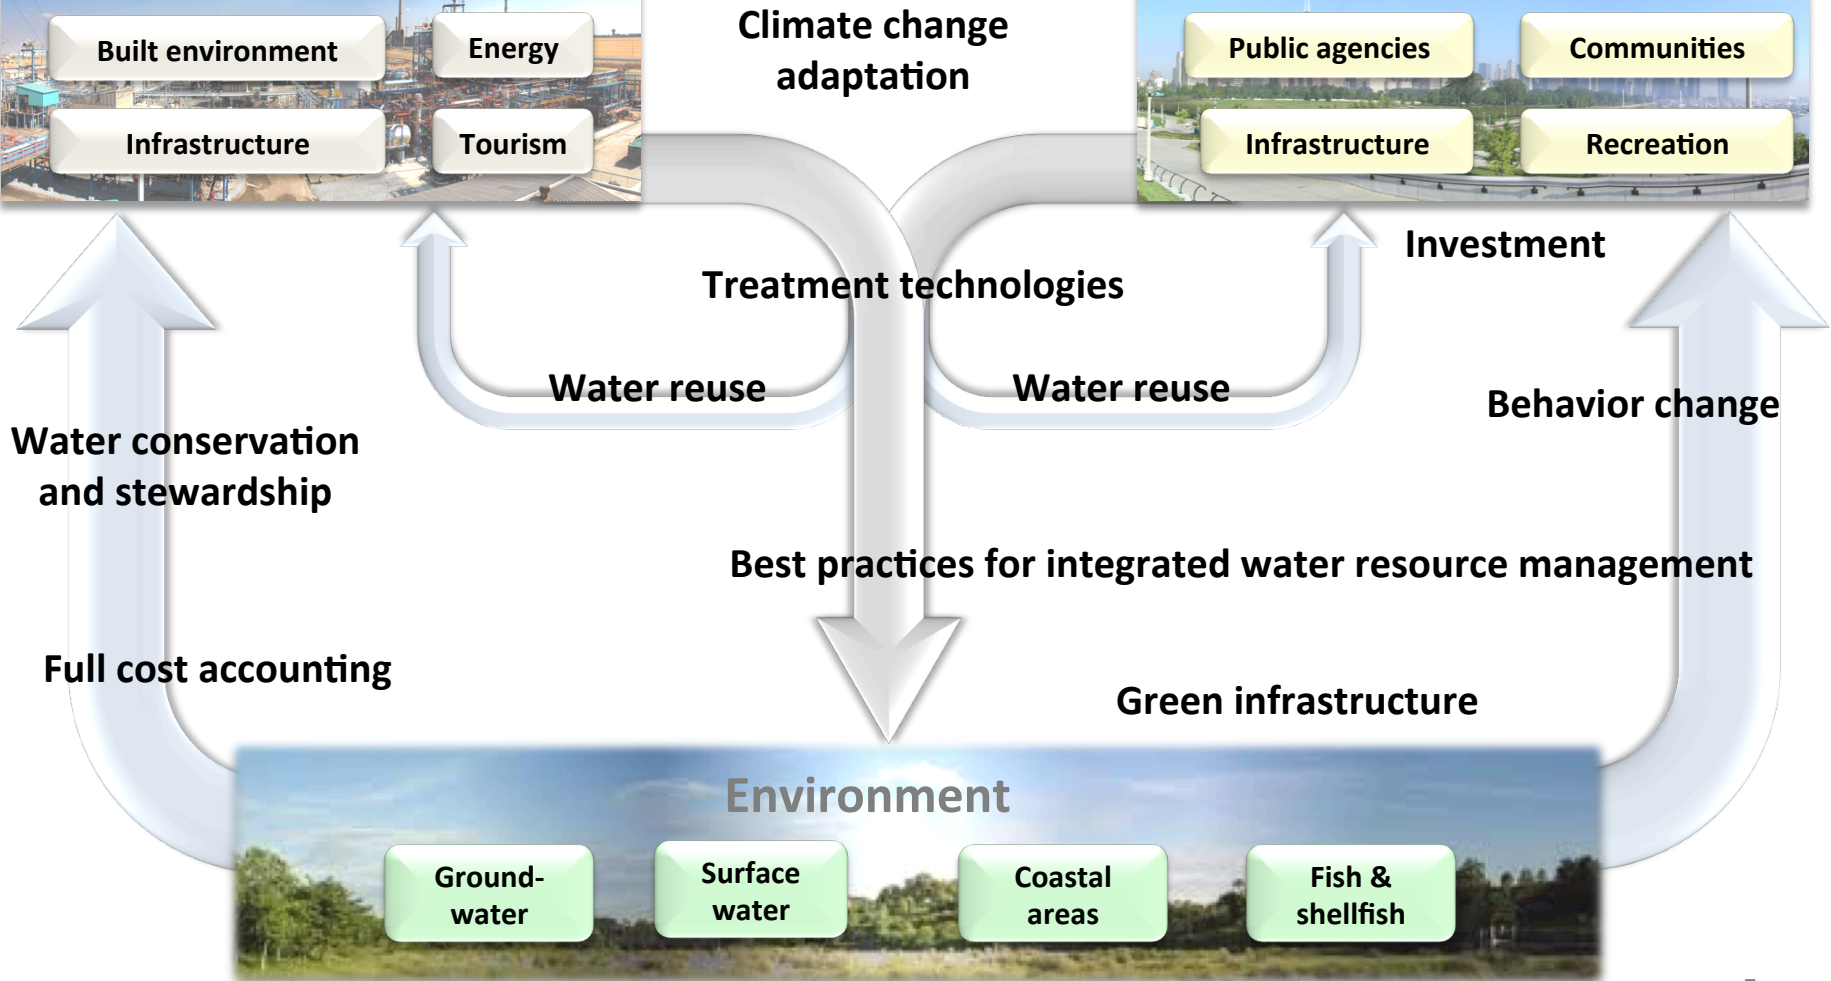 Built environment
Energy
Infrastructure
Tourism
Climate change
adaptation
Public agencies
Communities
Infrastructure
Recreation
Investment
Treatment technologies
Water reuse
Water reuse
Behavior change
Water conservation
and stewardship
Best practices for integrated water resource management
Full cost accounting
Green infrastructure
Environment
Ground-
water
Surface
water
Coastal
areas
Fish &
shellfish